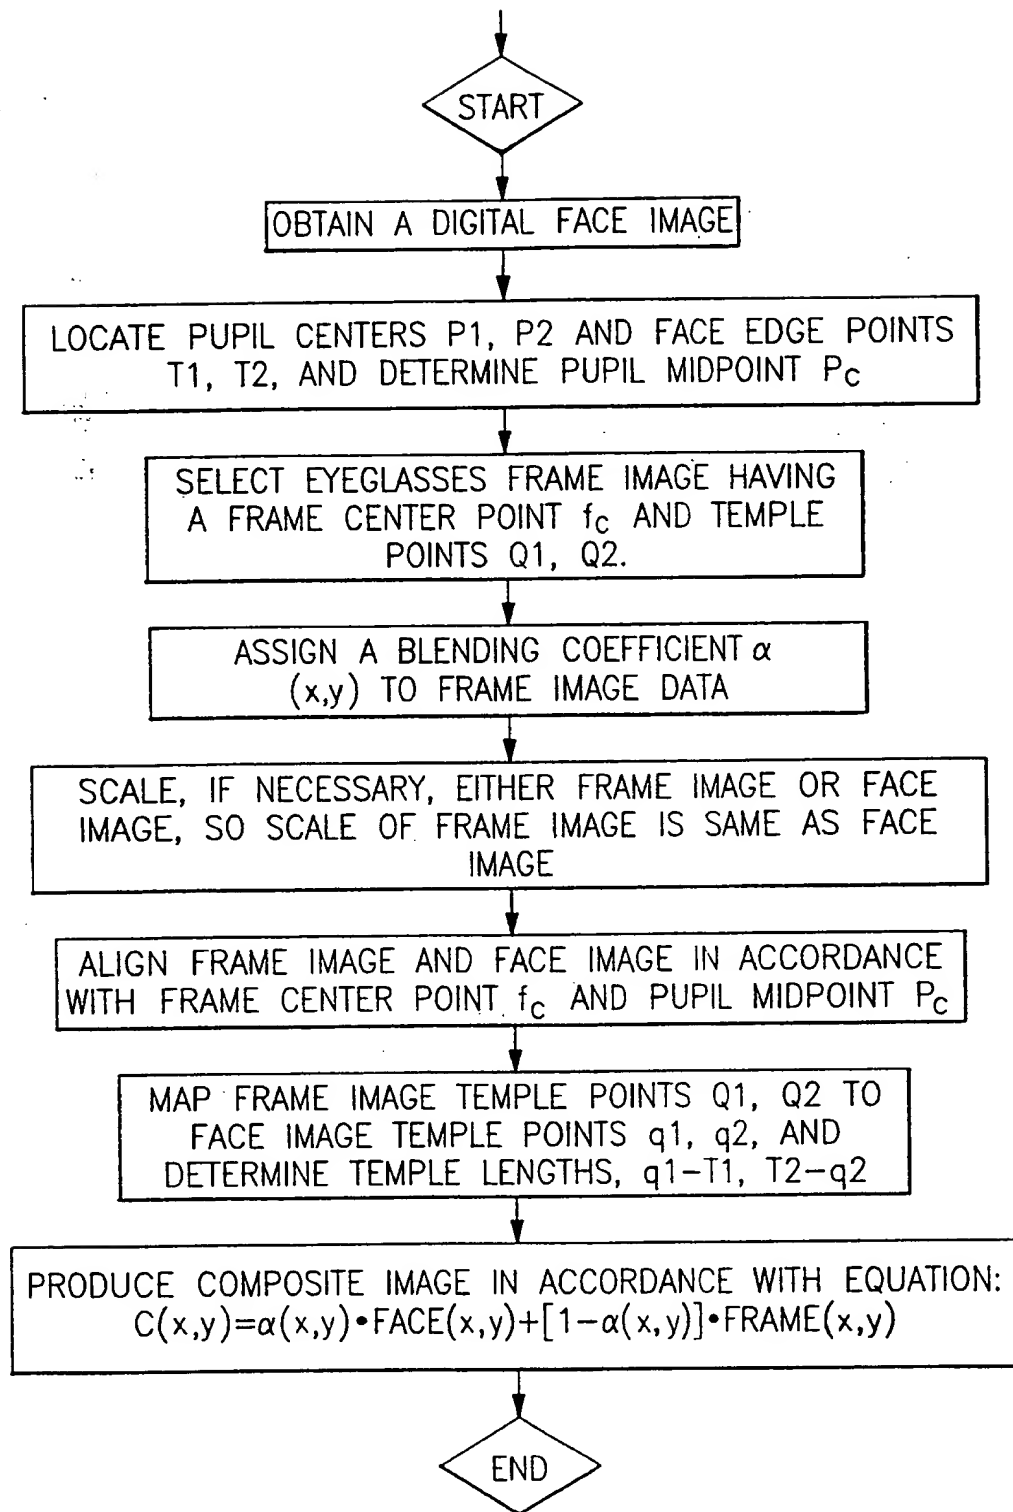 START
OBTAIN A DIGITAL FACE IMAGE
LOCATE PUPIL CENTERS P1, P2 AND FACE EDGE POINTS
T1, T2, AND DETERMINE PUPIL MIDPOINT PC
SELECT EYEGLASSES FRAME IMAGE HAVING
A FRAME CENTER POINT fC AND TEMPLE
POINTS Q1, Q2.
ASSIGN A BLENDING COEFFICIENT α
(x,y) TO FRAME IMAGE DATA
SCALE, IF NECESSARY, EITHER FRAME IMAGE OR FACE
IMAGE, SO SCALE OF FRAME IMAGE IS SAME AS FACE
IMAGE
ALIGN FRAME IMAGE AND FACE IMAGE IN ACCORDANCE
WITH FRAME CENTER POINT fC AND PUPIL MIDPOINT PC
MAP FRAME IMAGE TEMPLE POINTS Q1, Q2 TO
FACE IMAGE TEMPLE POINTS q1, q2, AND
DETERMINE TEMPLE LENGTHS, q1-T1, T2-q2
PRODUCE COMPOSITE IMAGE IN ACCORDANCE WITH EQUATION:
C(x,y)=α(x,y)•FACE(x,y)+[1-α(x,y)]•FRAME(x,y)
END